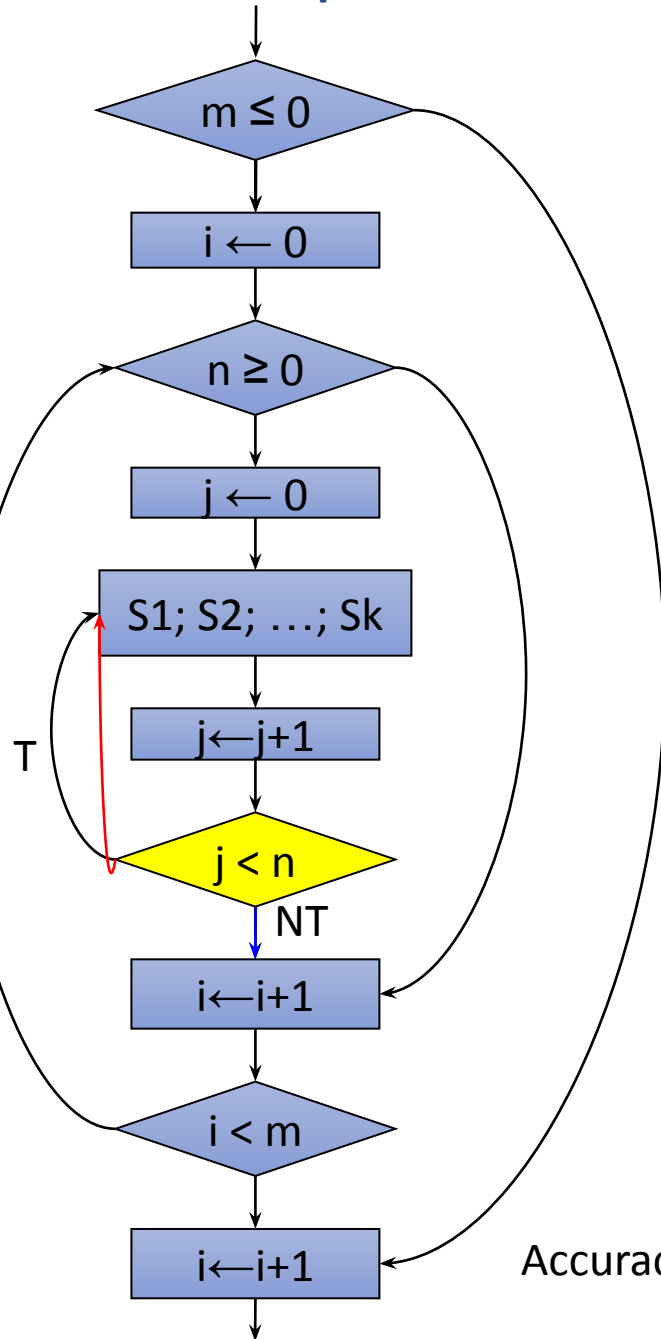 m ≤ 0
i ← 0
n ≥ 0
j ← 0
S1; S2; …; Sk
j←j+1
T
j < n
NT
i←i+1
i < m
i←i+1
Accurac